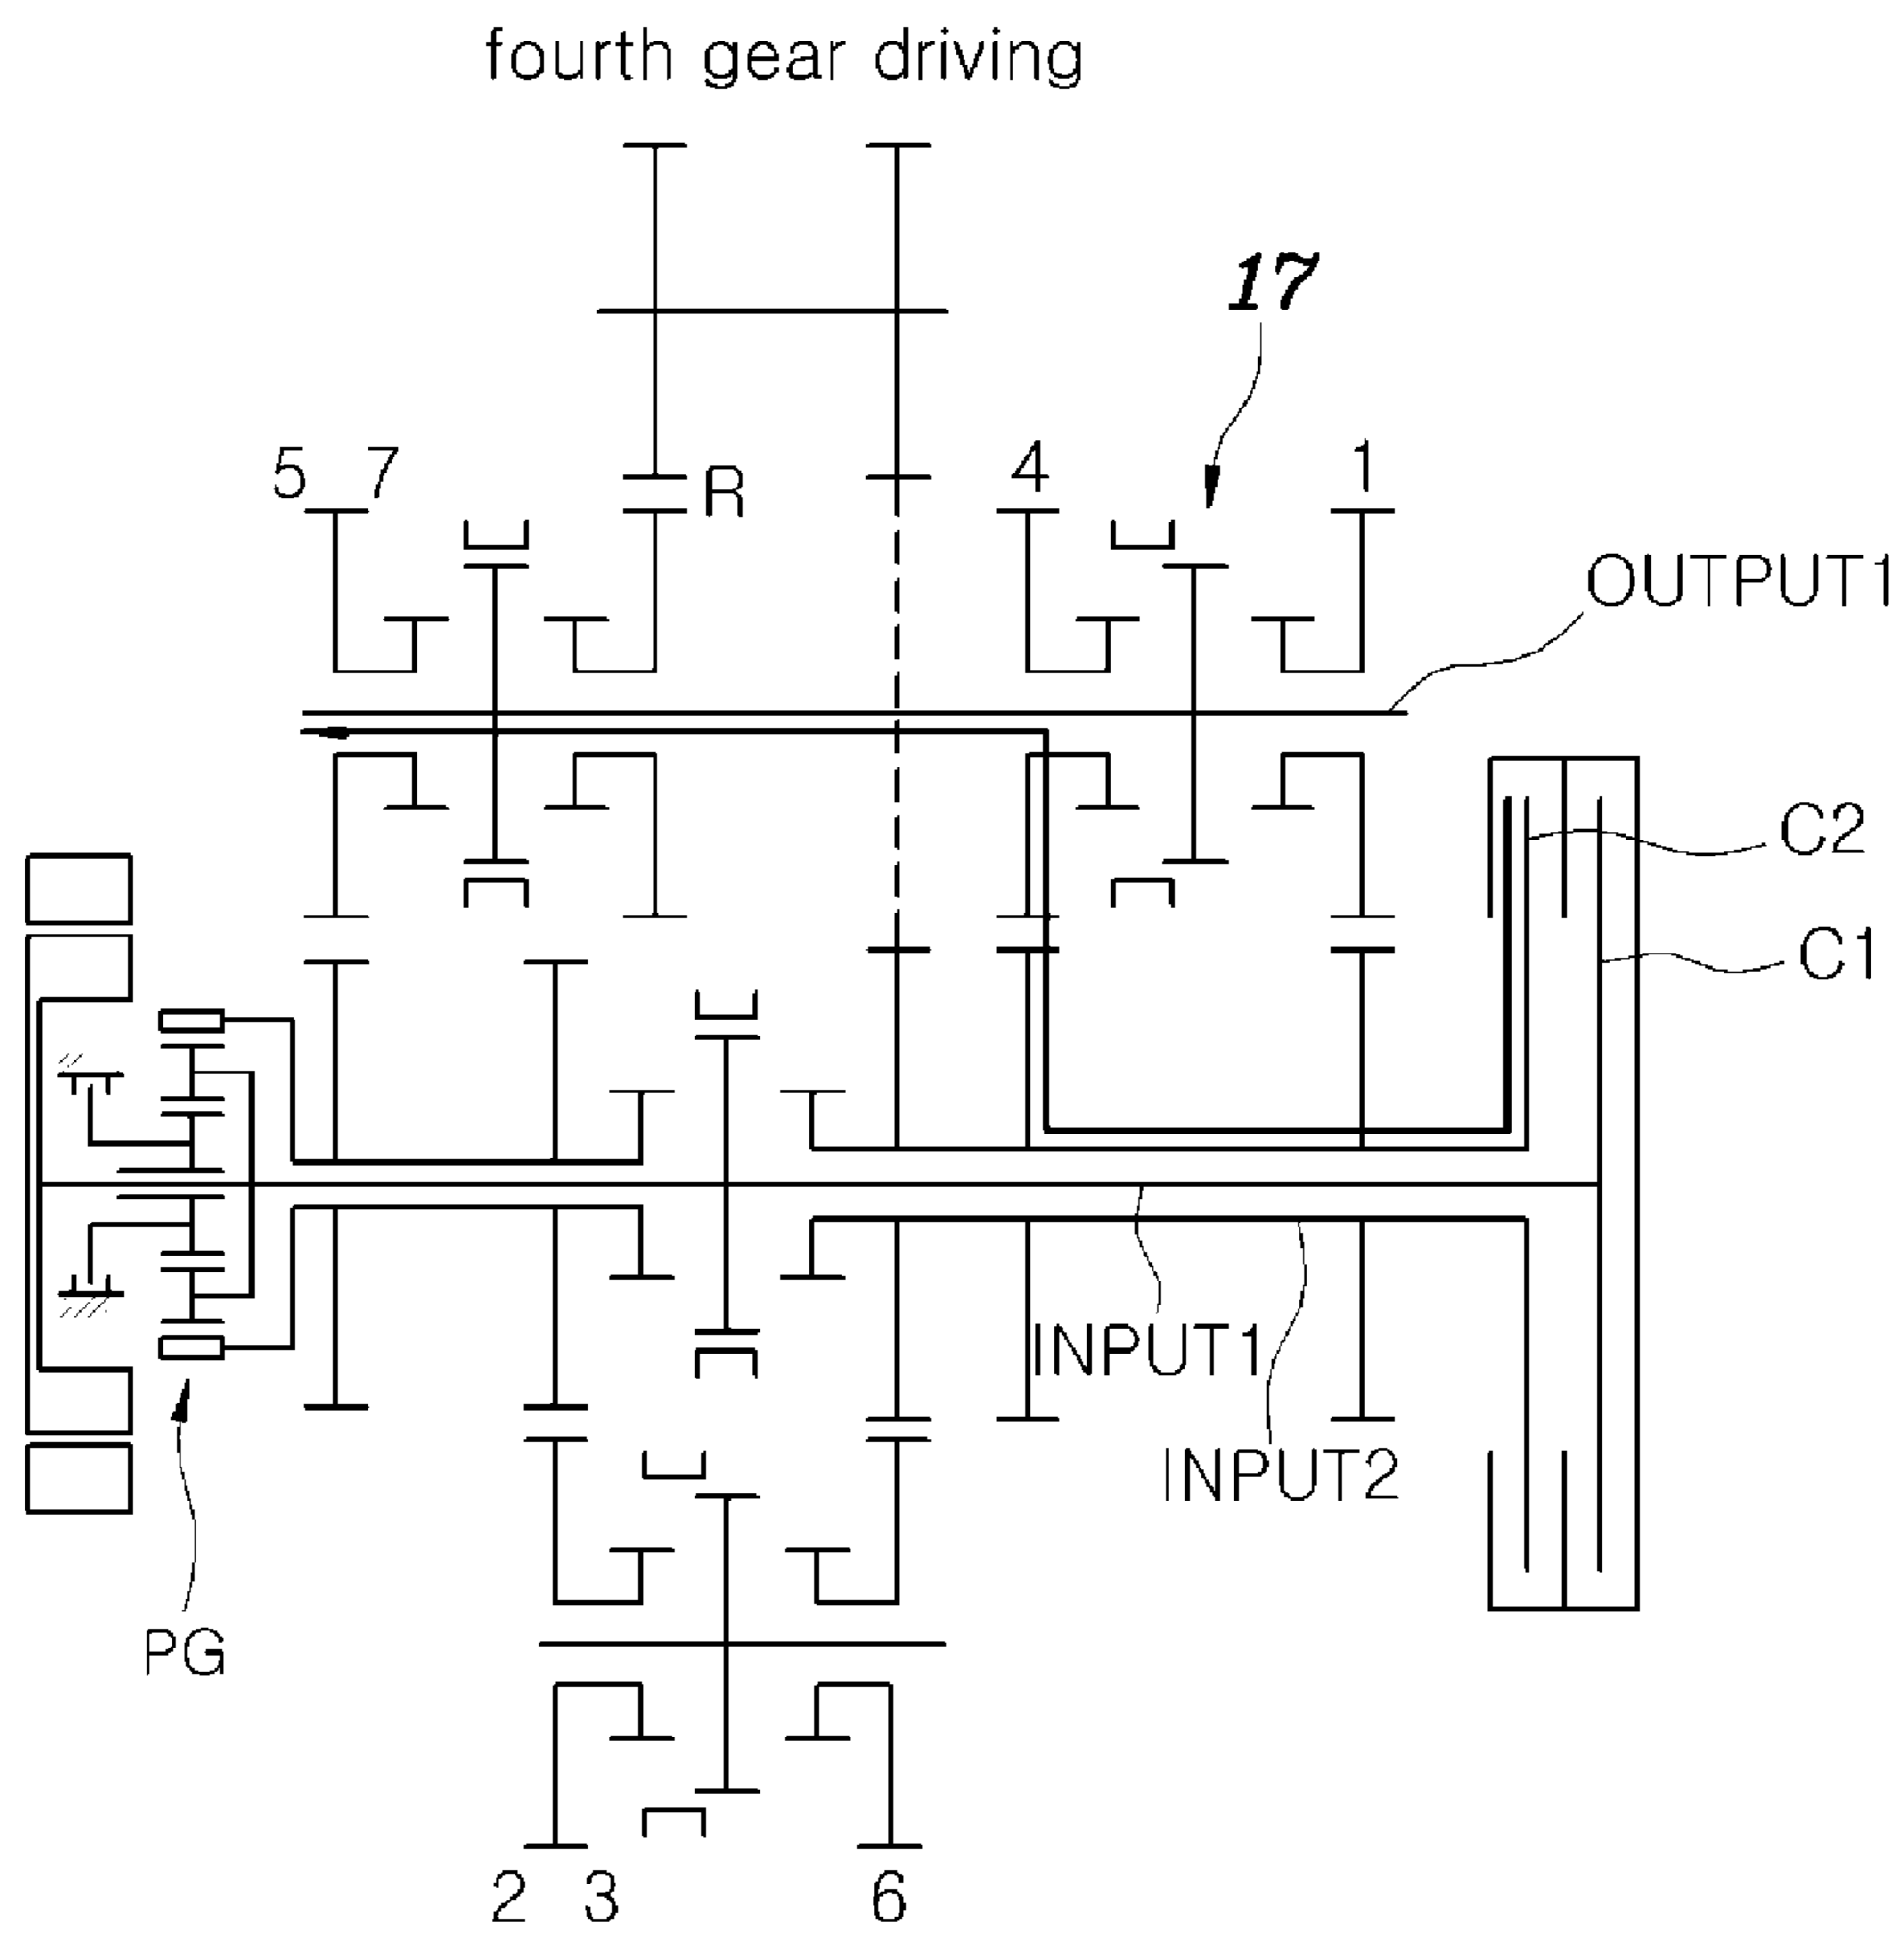 fourth gear driving
17
5 7
R
4
1
OUTPUT1
C2
C1
INPUT1
INPUT2
PG
2 3
6